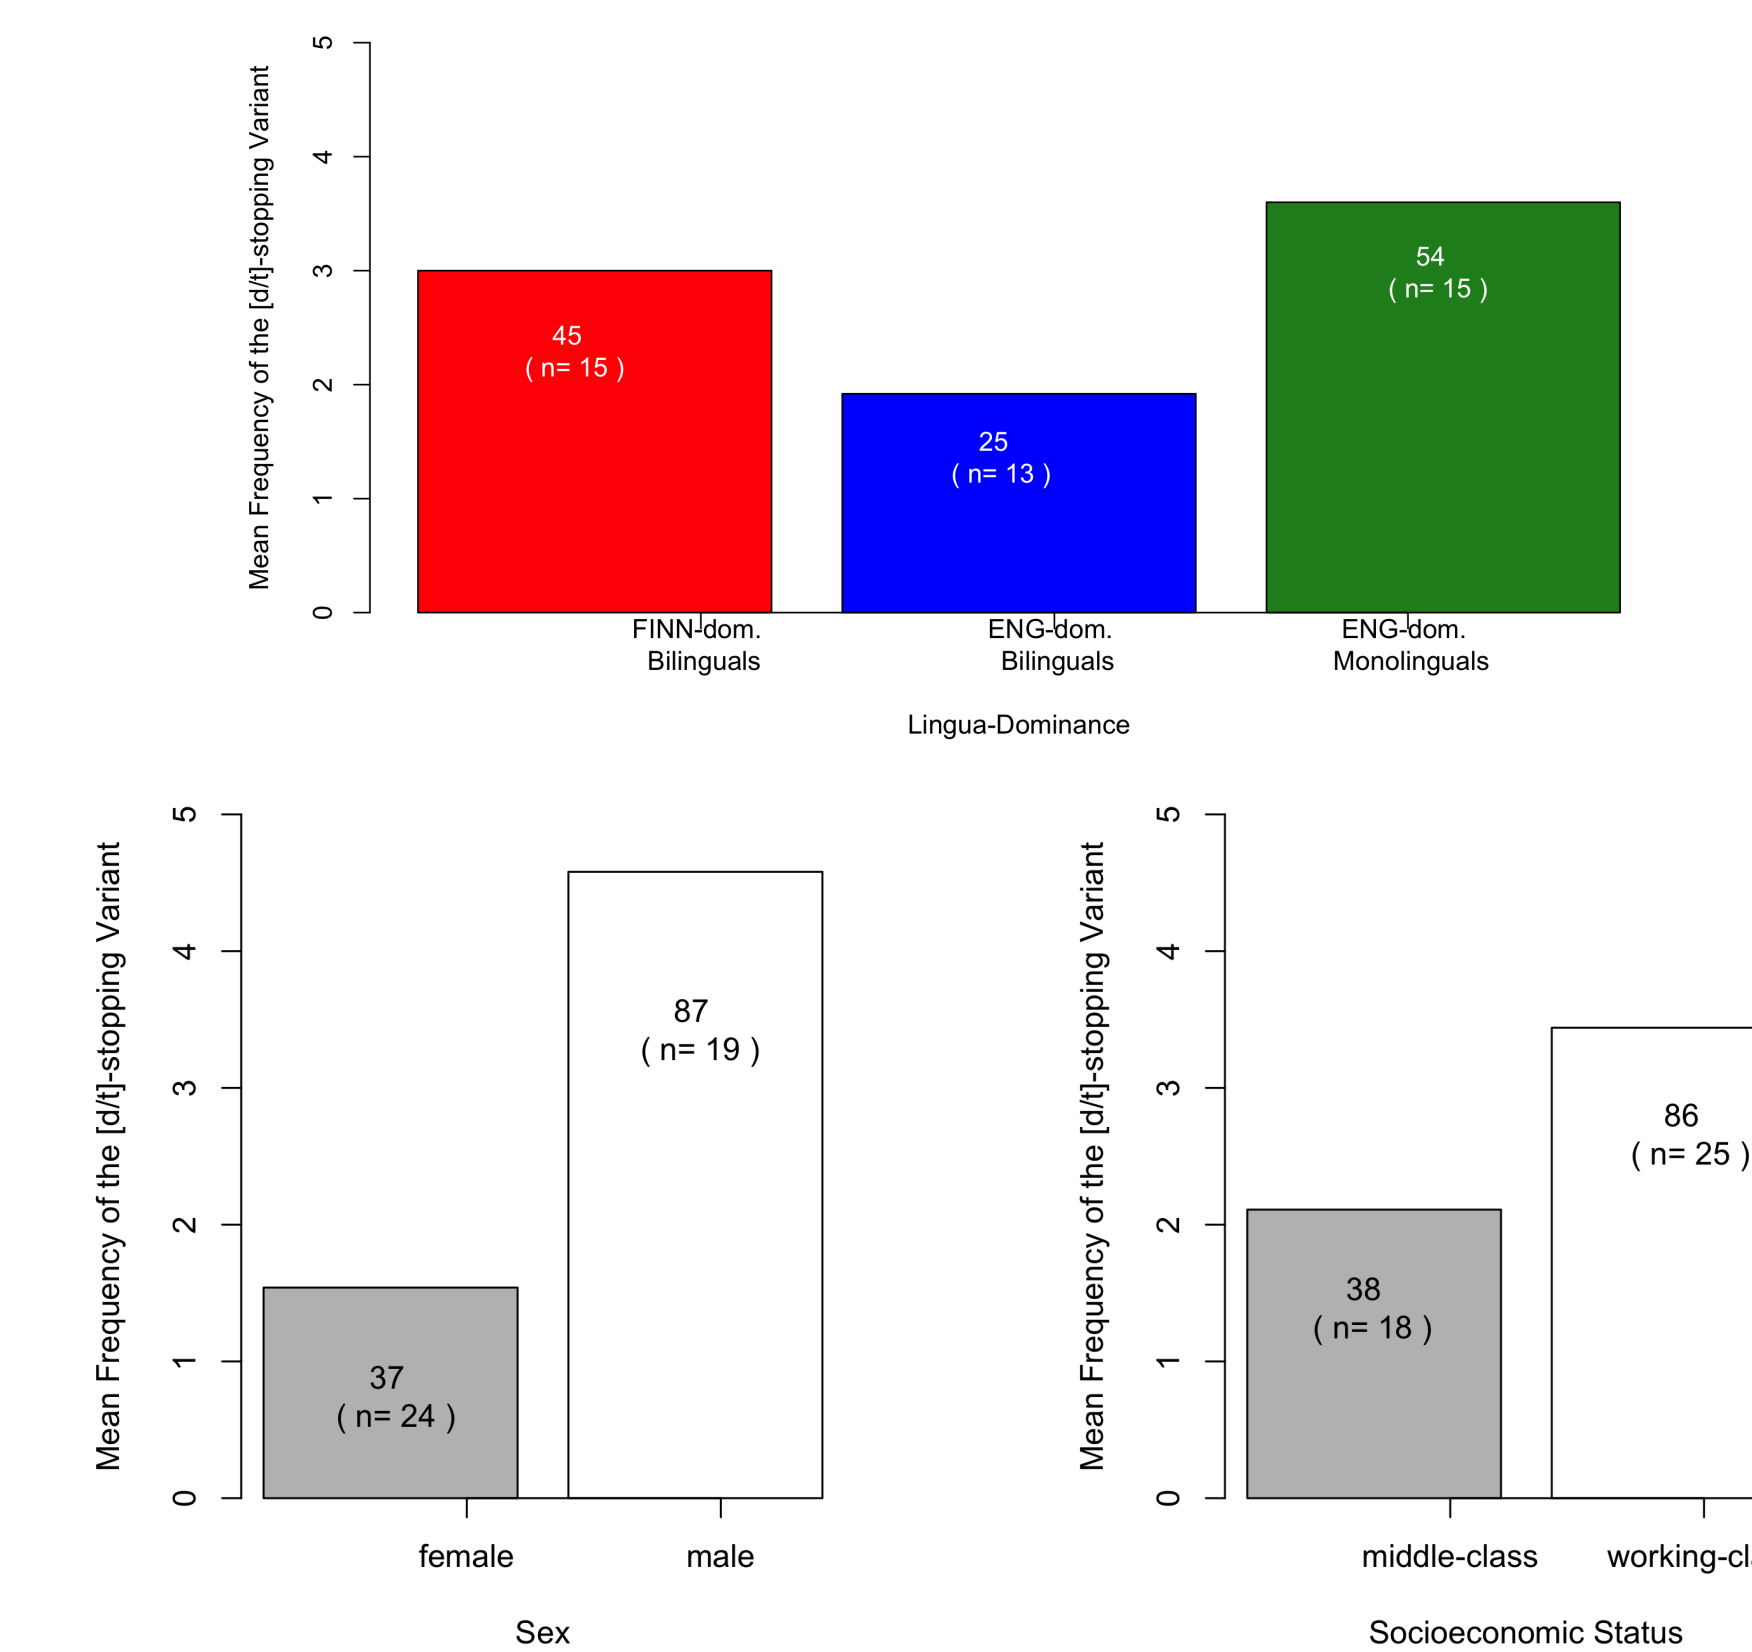 Mean Frequency of the [d/t]-stopping Variant
5
4
3
2
1
0
45
( n= 15 )
25
( n= 13 )
54
( n= 15 )
FINN-dom.
Bilinguals
ENG-dom.
Bilinguals
ENG-dom.
Monolinguals
Lingua-Dominance
Mean Frequency of the [d/t]-stopping Variant
5
4
3
2
1
0
37
( n= 24 )
87
( n= 19 )
female
male
Sex
Mean Frequency of the [d/t]-stopping Variant
5
4
3
2
1
0
38
( n= 18 )
86
( n= 25 )
middle-class
Socioeconomic Status